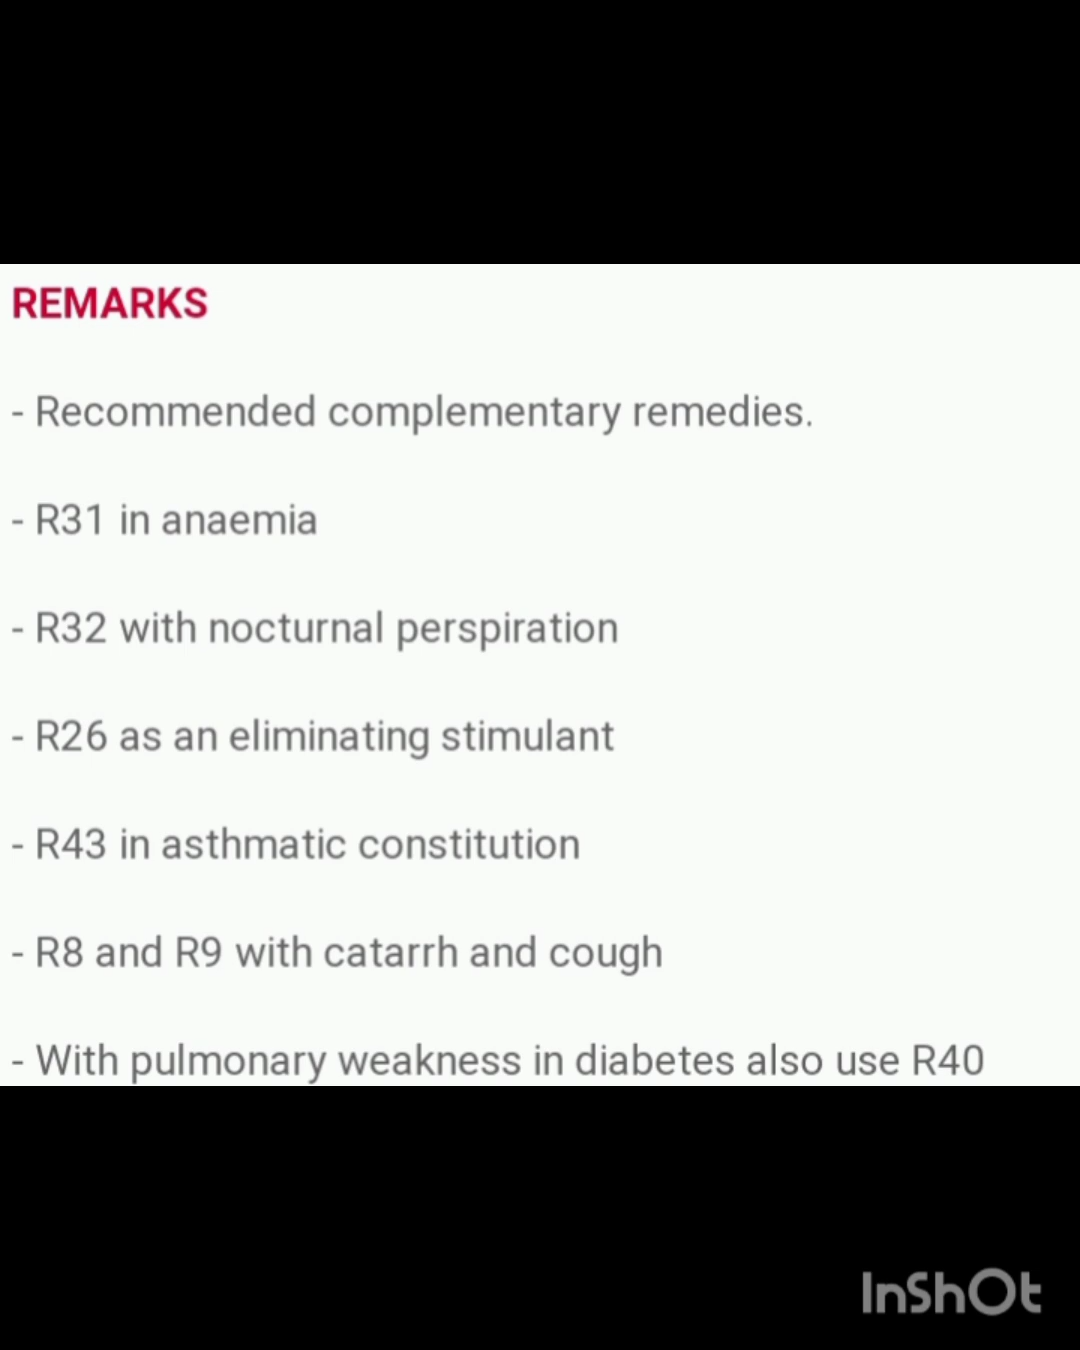 REMARKS
- Recommended complementary remedies.
- R31 in anaemia
- R32 with nocturnal perspiration
- R26 as an eliminating stimulant
- R43 in asthmatic constitution
- R8 and R9 with catarrh and cough
- With pulmonary weakness in diabetes also use R40
InShOt